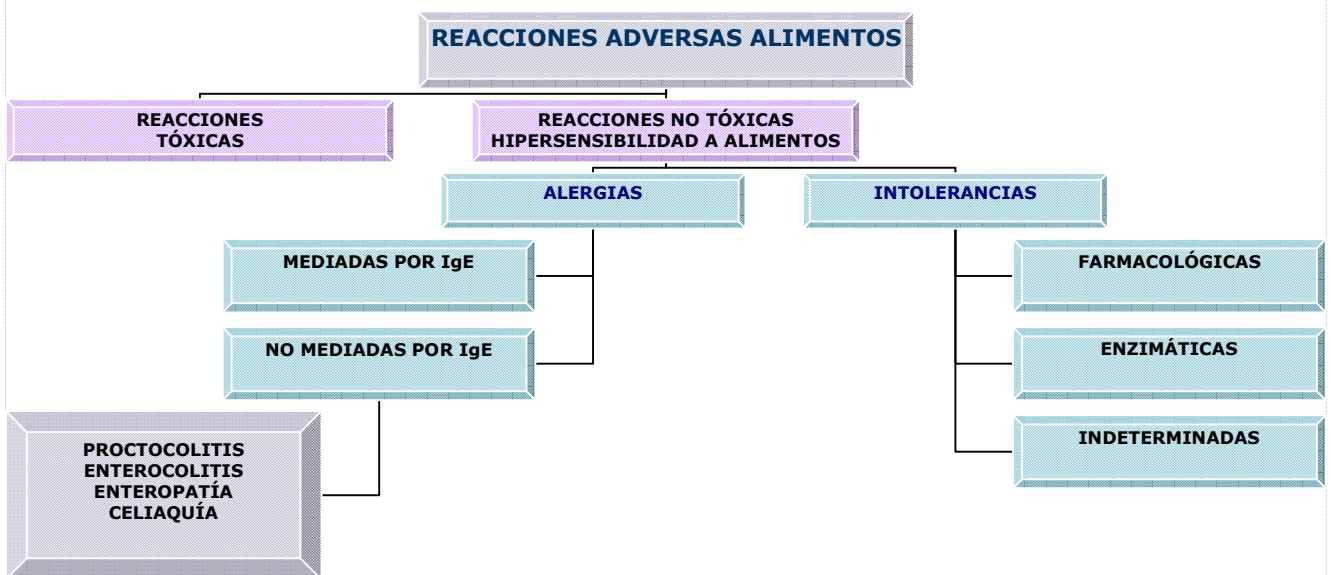 REACCIONES ADVERSAS ALIMENTOS
REACCIONES
TÓXICAS
REACCIONES NO TÓXICAS
HIPERSENSIBILIDAD A ALIMENTOS
ALERGIAS
INTOLERANCIAS
MEDIADAS POR IgE
FARMACOLÓGICAS
NO MEDIADAS POR IgE
ENZIMÁTICAS
INDETERMINADAS
PROCTOCOLITIS
ENTEROCOLITIS
ENTEROPATÍA
CELIAQUÍA